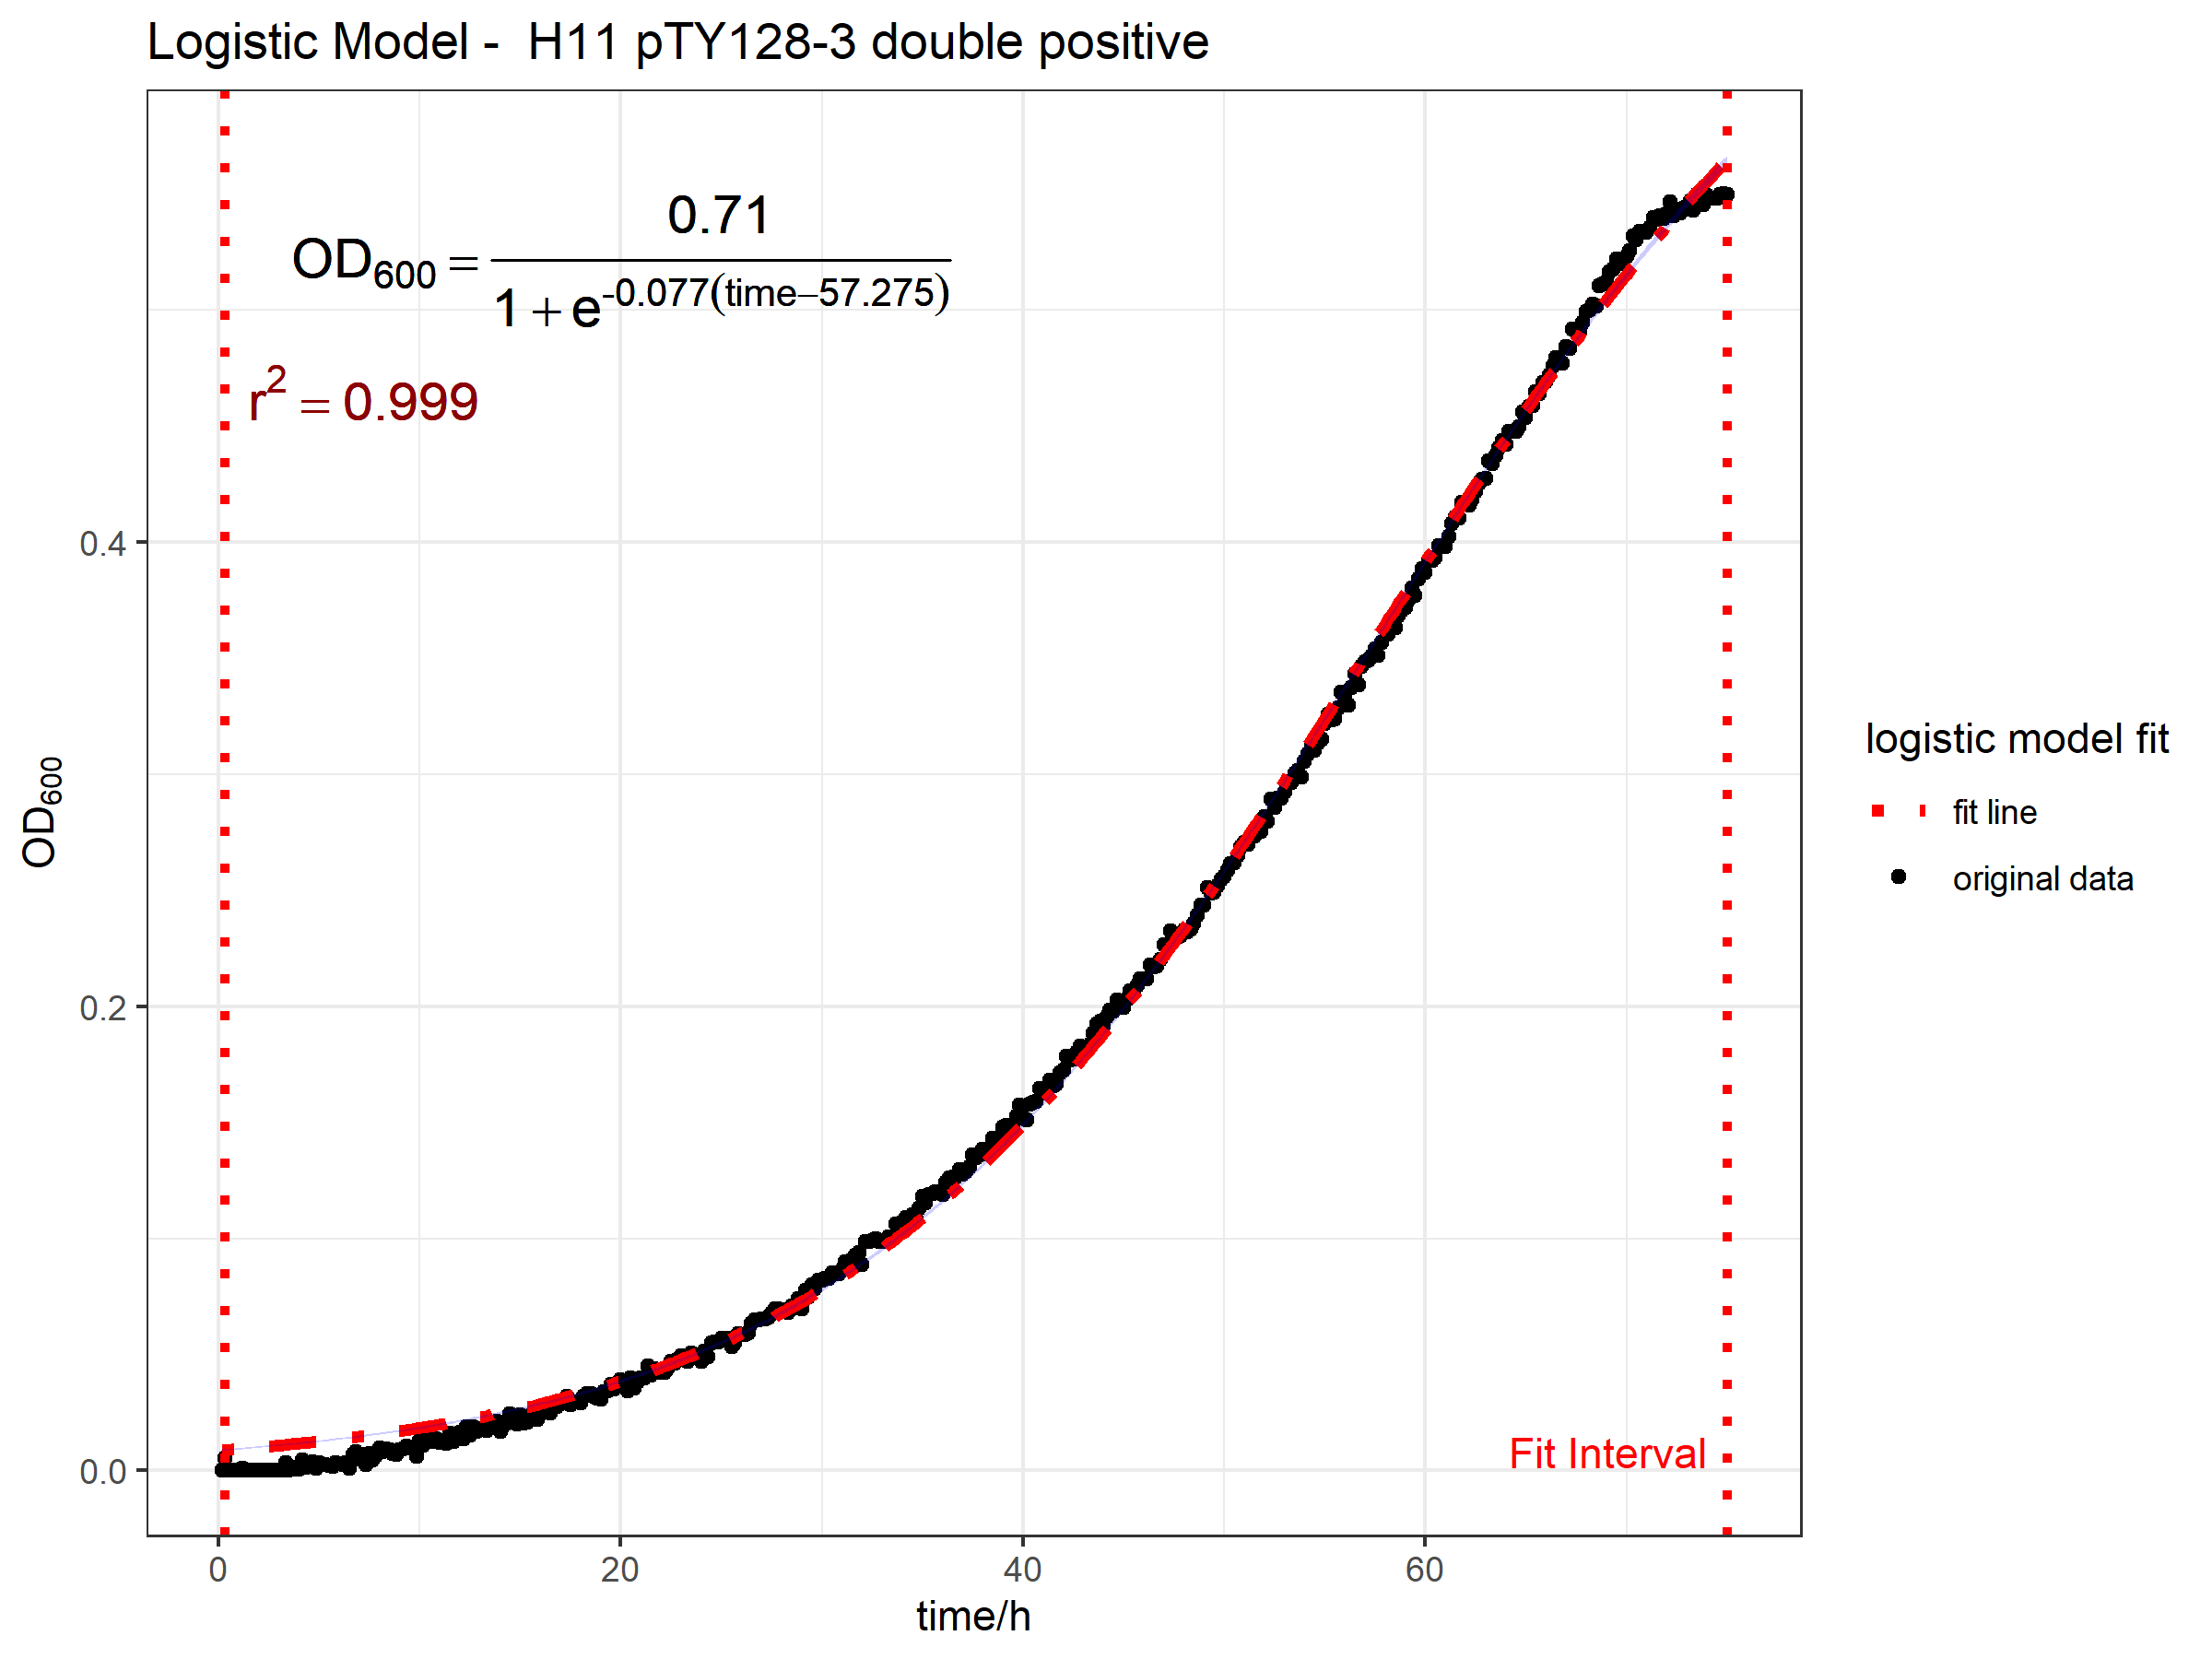 Logistic Model -  H11 pTY128-3 double positive
OD₆₀₀ = 0.71 / (1 + e^(-0.077(time−57.275)))
r² = 0.999
0.4
0.2
0.0
OD₆₀₀
Fit Interval
0 20 40 60
time/h
logistic model fit
fit line
original data